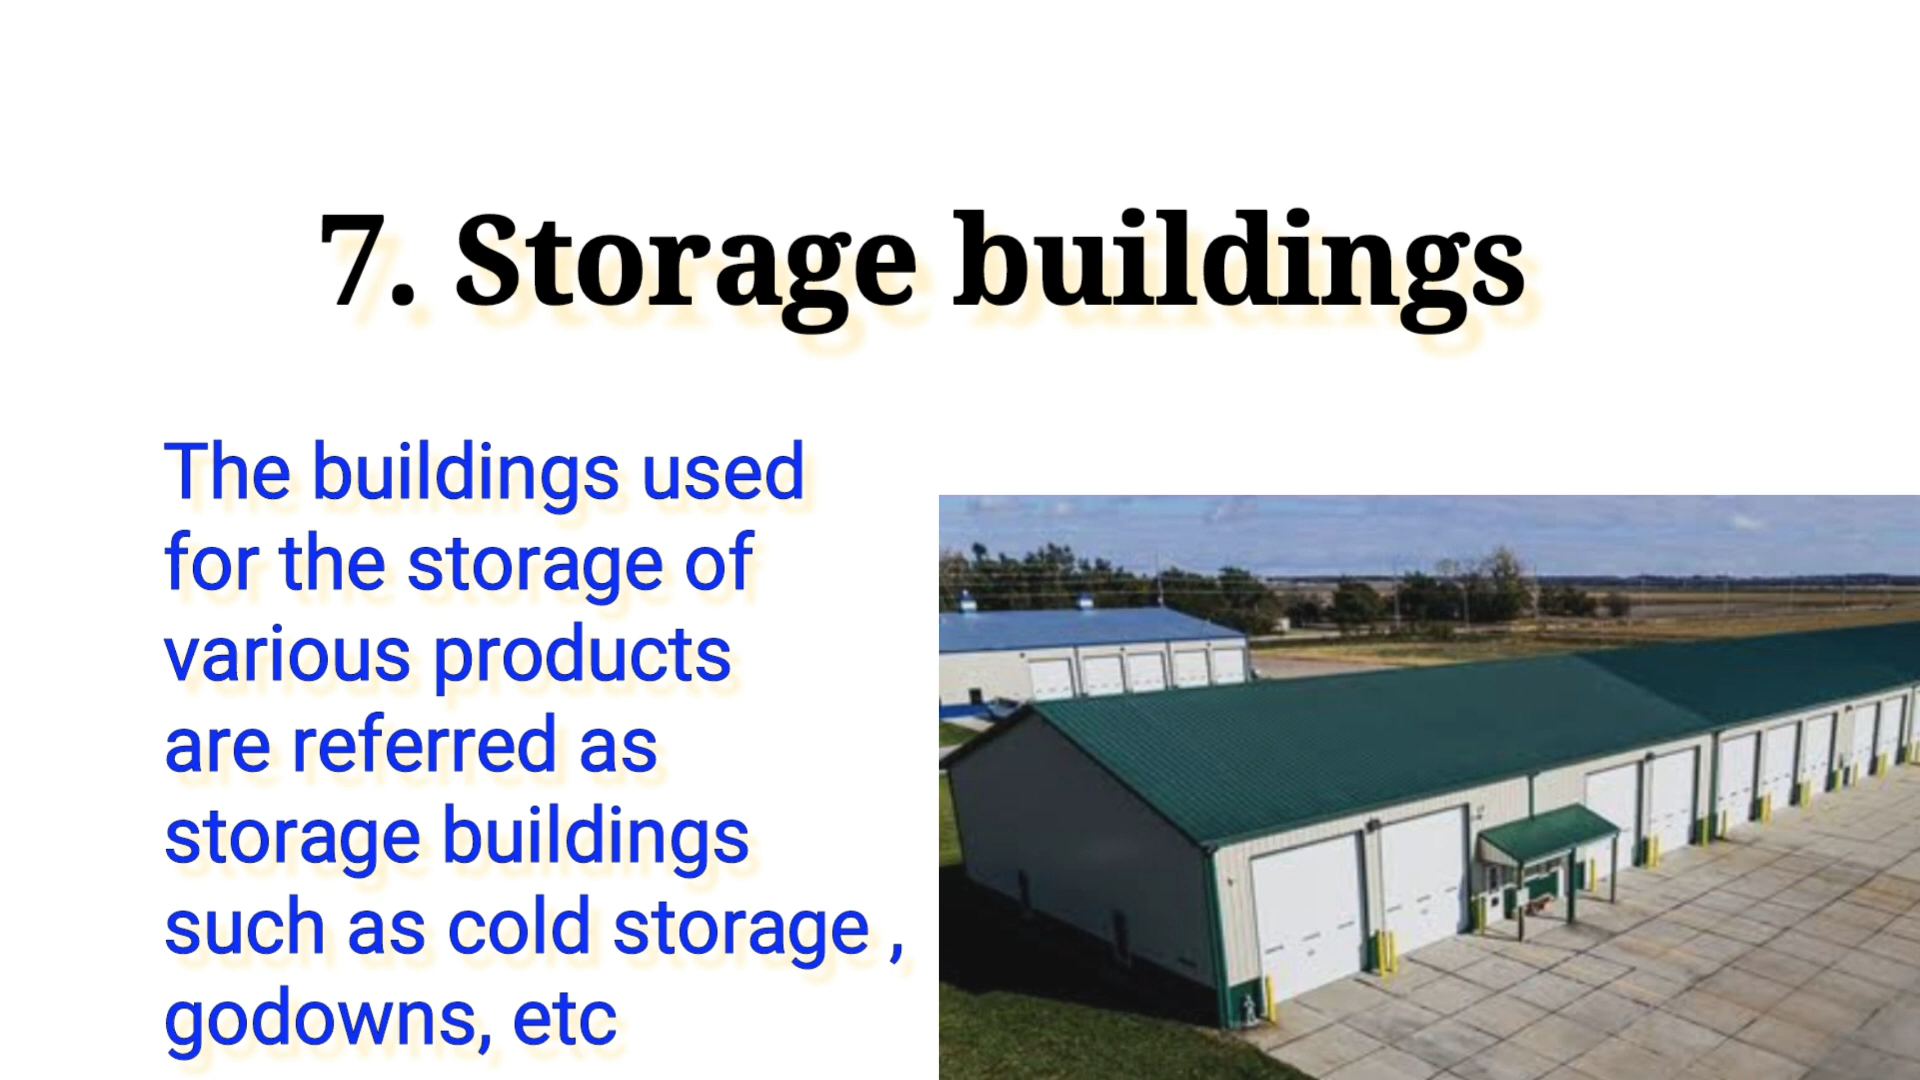 7. Storage buildings
The buildings used
for the storage of
various products
are referred as
storage buildings
such as cold storage ,
godowns, etc